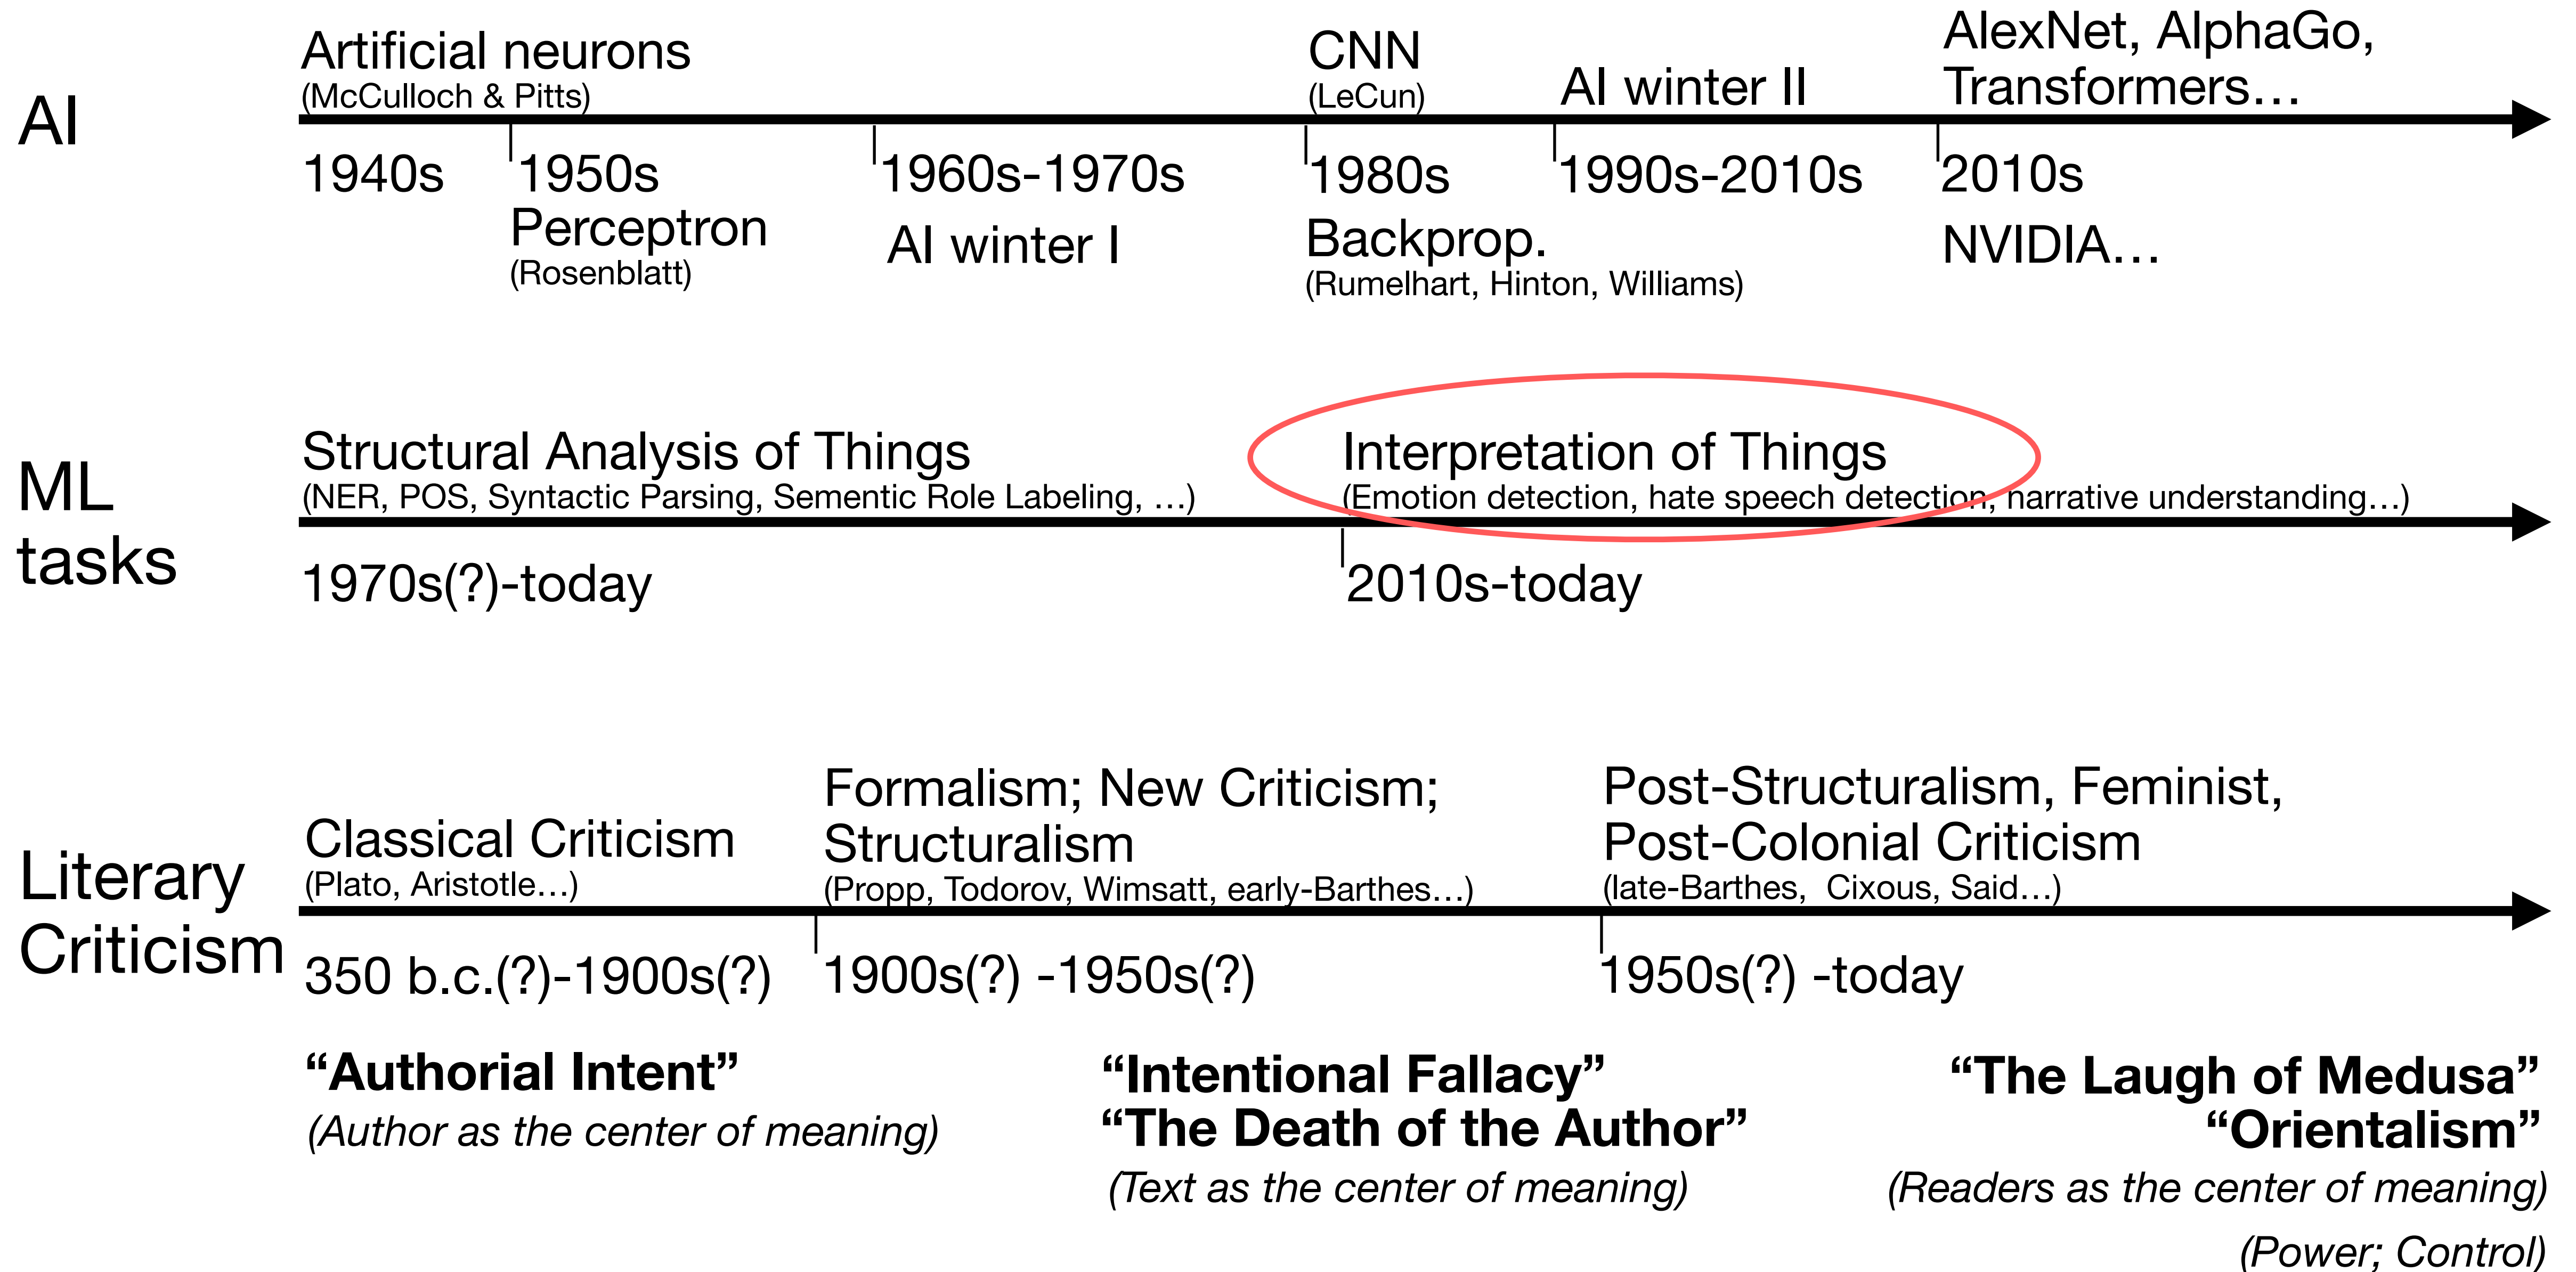 AI
Artificial neurons
(McCulloch & Pitts)
CNN
(LeCun)
AI winter II
AlexNet, AlphaGo,
Transformers…
1940s
1950s
1960s-1970s
1980s
1990s-2010s
2010s
Perceptron
(Rosenblatt)
AI winter I
Backprop.
(Rumelhart, Hinton, Williams)
NVIDIA…
ML
tasks
Structural Analysis of Things
(NER, POS, Syntactic Parsing, Sementic Role Labeling, …)
Interpretation of Things
(Emotion detection, hate speech detection, narrative understanding…)
1970s(?)-today
2010s-today
Literary
Criticism
Classical Criticism
(Plato, Aristotle…)
Formalism; New Criticism;
Structuralism
(Propp, Todorov, Wimsatt, early-Barthes…)
Post-Structuralism, Feminist,
Post-Colonial Criticism
(late-Barthes,  Cixous, Said…)
350 b.c.(?)-1900s(?)
1900s(?) -1950s(?)
1950s(?) -today
“Authorial Intent”
(Author as the center of meaning)
“Intentional Fallacy”
“The Death of the Author”
(Text as the center of meaning)
“The Laugh of Medusa”
“Orientalism”
(Readers as the center of meaning)
(Power; Control)